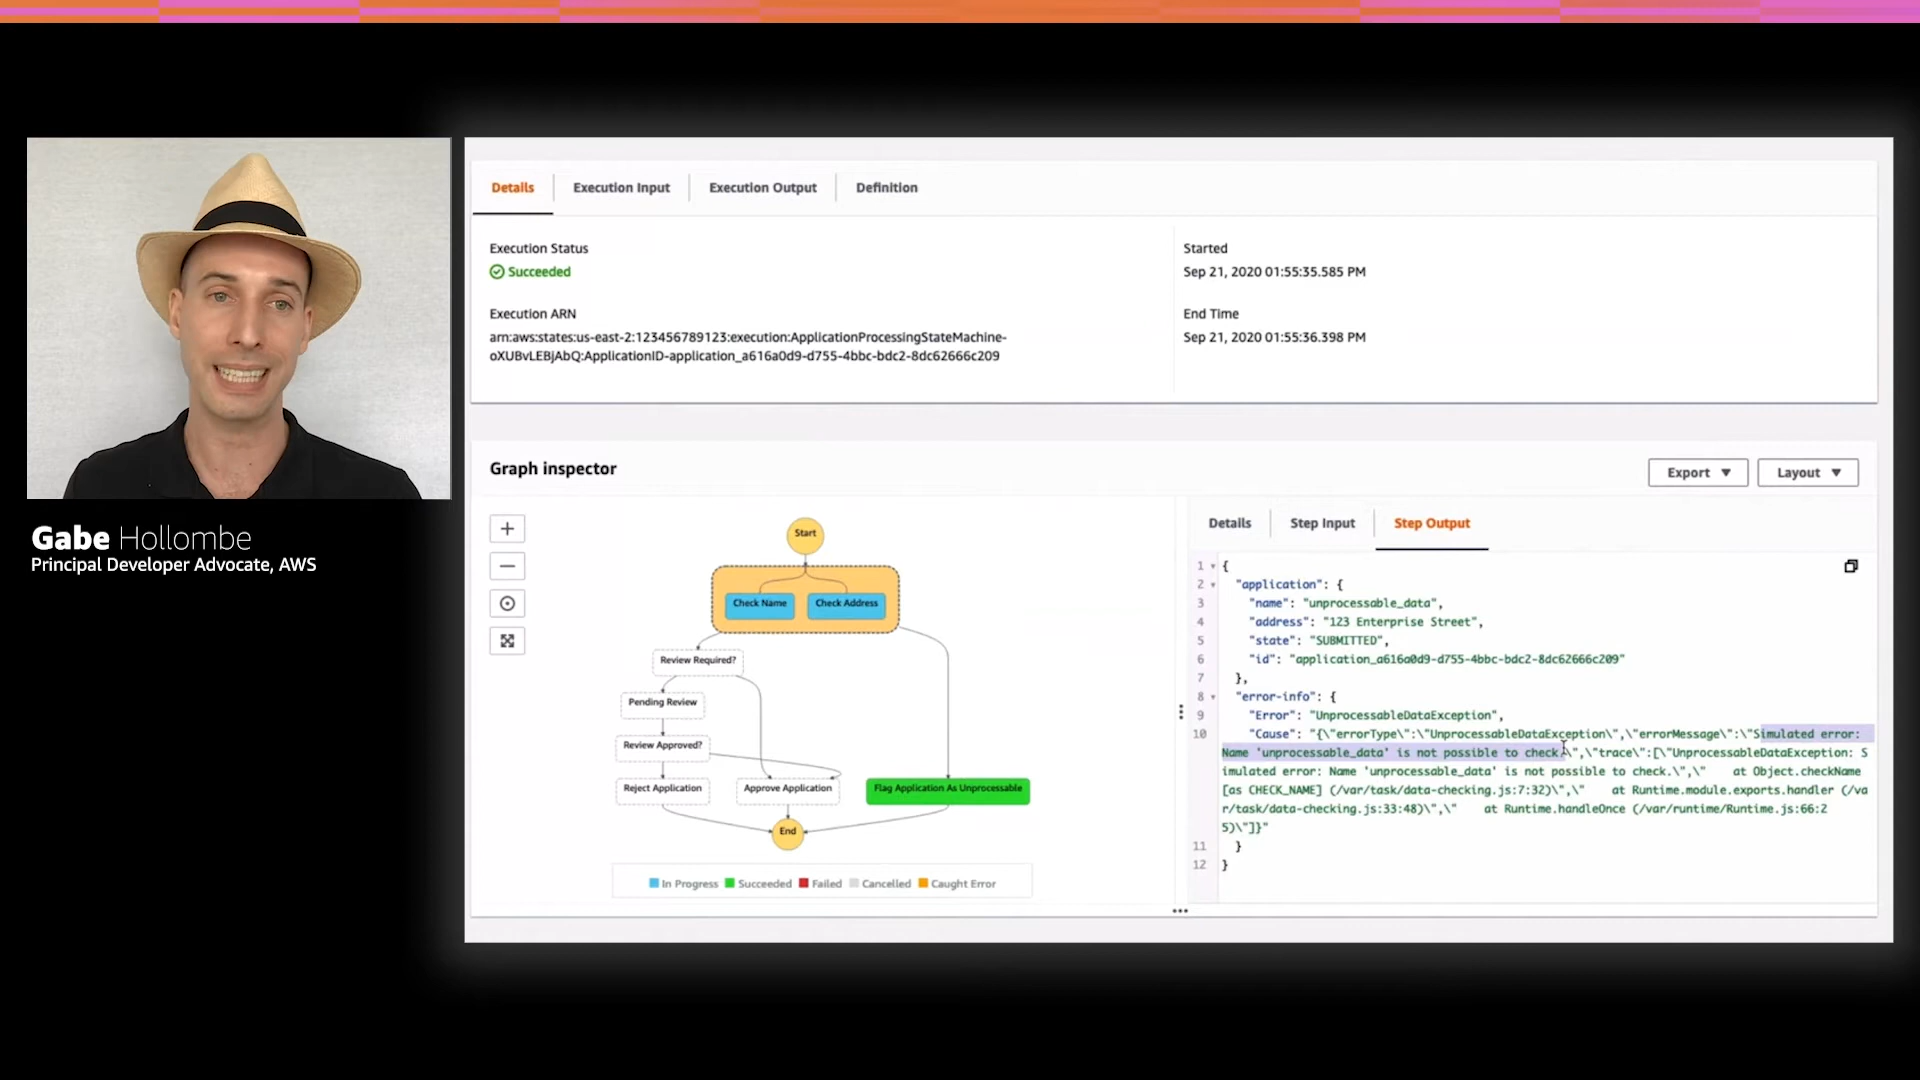 Gabe Hollombe
Principal Developer Advocate, AWS
Details
Execution Input
Execution Output
Definition
Execution Status
Succeeded
Execution ARN
arn:aws:states:us-east-2:123456789123:execution:ApplicationProcessingStateMachine-
oXUBvLEBjAbQ:ApplicationID-application_a616a0d9-d755-4bbc-bdc2-8dc62666c209
Started
Sep 21, 2020 01:55:35.585 PM
End Time
Sep 21, 2020 01:55:36.398 PM
Graph inspector
Export
Layout
Start
Check Name
Check Address
Review Required?
Pending Review
Review Approved?
Reject Application
Approve Application
Flag Application As Unprocessable
End
In Progress
Succeeded
Failed
Cancelled
Caught Error
Details
Step Input
Step Output
1 {
2 "application": {
3 "name": "unprocessable_data",
4 "address": "123 Enterprise Street",
5 "state": "SUBMITTED",
6 "id": "application_a616a0d9-d755-4bbc-bdc2-8dc62666c209"
7 },
8 "error-info": {
9 "Error": "UnprocessableDataException",
10 "Cause": "{\"errorType\":\"UnprocessableDataException\",\"errorMessage\":\"Simulated error:
Name 'unprocessable_data' is not possible to check.\",\"trace\":[\"UnprocessableDataException: S
imulated error: Name 'unprocessable_data' is not possible to check.\",\" at Object.checkName
[as CHECK_NAME] (/var/task/data-checking.js:7:32)\",\" at Runtime.module.exports.handler (/va
r/task/data-checking.js:33:48)\",\" at Runtime.handleOnce (/var/runtime/Runtime.js:66:2
5)\"]}"
11 }
12 }